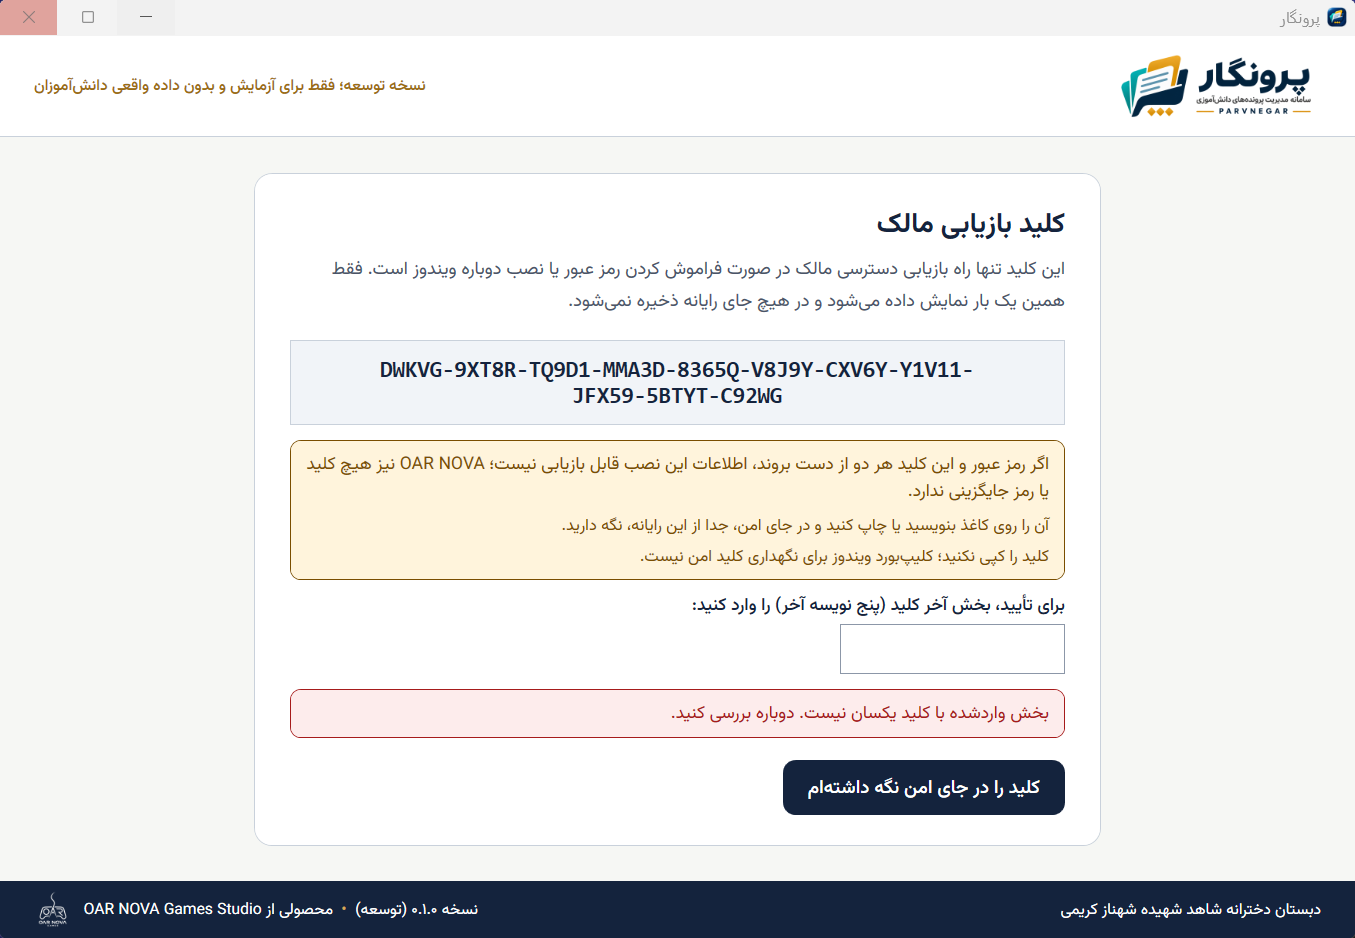 پرونگار
پرونگار
سامانه مدیریت پرونده‌های دانش‌آموزی
PARVNEGAR
نسخه توسعه؛ فقط برای آزمایش و بدون داده واقعی دانش‌آموزان
کلید بازیابی مالک
این کلید تنها راه بازیابی دسترسی مالک در صورت فراموش کردن رمز عبور یا نصب دوباره ویندوز است. فقط
همین یک بار نمایش داده می‌شود و در هیچ جای رایانه ذخیره نمی‌شود.
DWKVG-9XT8R-TQ9D1-MMA3D-8365Q-V8J9Y-CXV6Y-Y1V11-
JFX59-5BTYT-C92WG
اگر رمز عبور و این کلید هر دو از دست بروند، اطلاعات این نصب قابل بازیابی نیست؛ OAR NOVA نیز هیچ کلید
یا رمز جایگزینی ندارد.
آن را روی کاغذ بنویسید یا چاپ کنید و در جای امن، جدا از این رایانه، نگه دارید.
کلید را کپی نکنید؛ کلیپ‌بورد ویندوز برای نگهداری کلید امن نیست.
برای تأیید، بخش آخر کلید (پنج نویسه آخر) را وارد کنید:
بخش واردشده با کلید یکسان نیست. دوباره بررسی کنید.
کلید را در جای امن نگه داشته‌ام
دبستان دخترانه شاهد شهیده شهناز کریمی
نسخه ۰.۱.۰ (توسعه) • محصولی از OAR NOVA Games Studio
OAR NOVA
GAMES